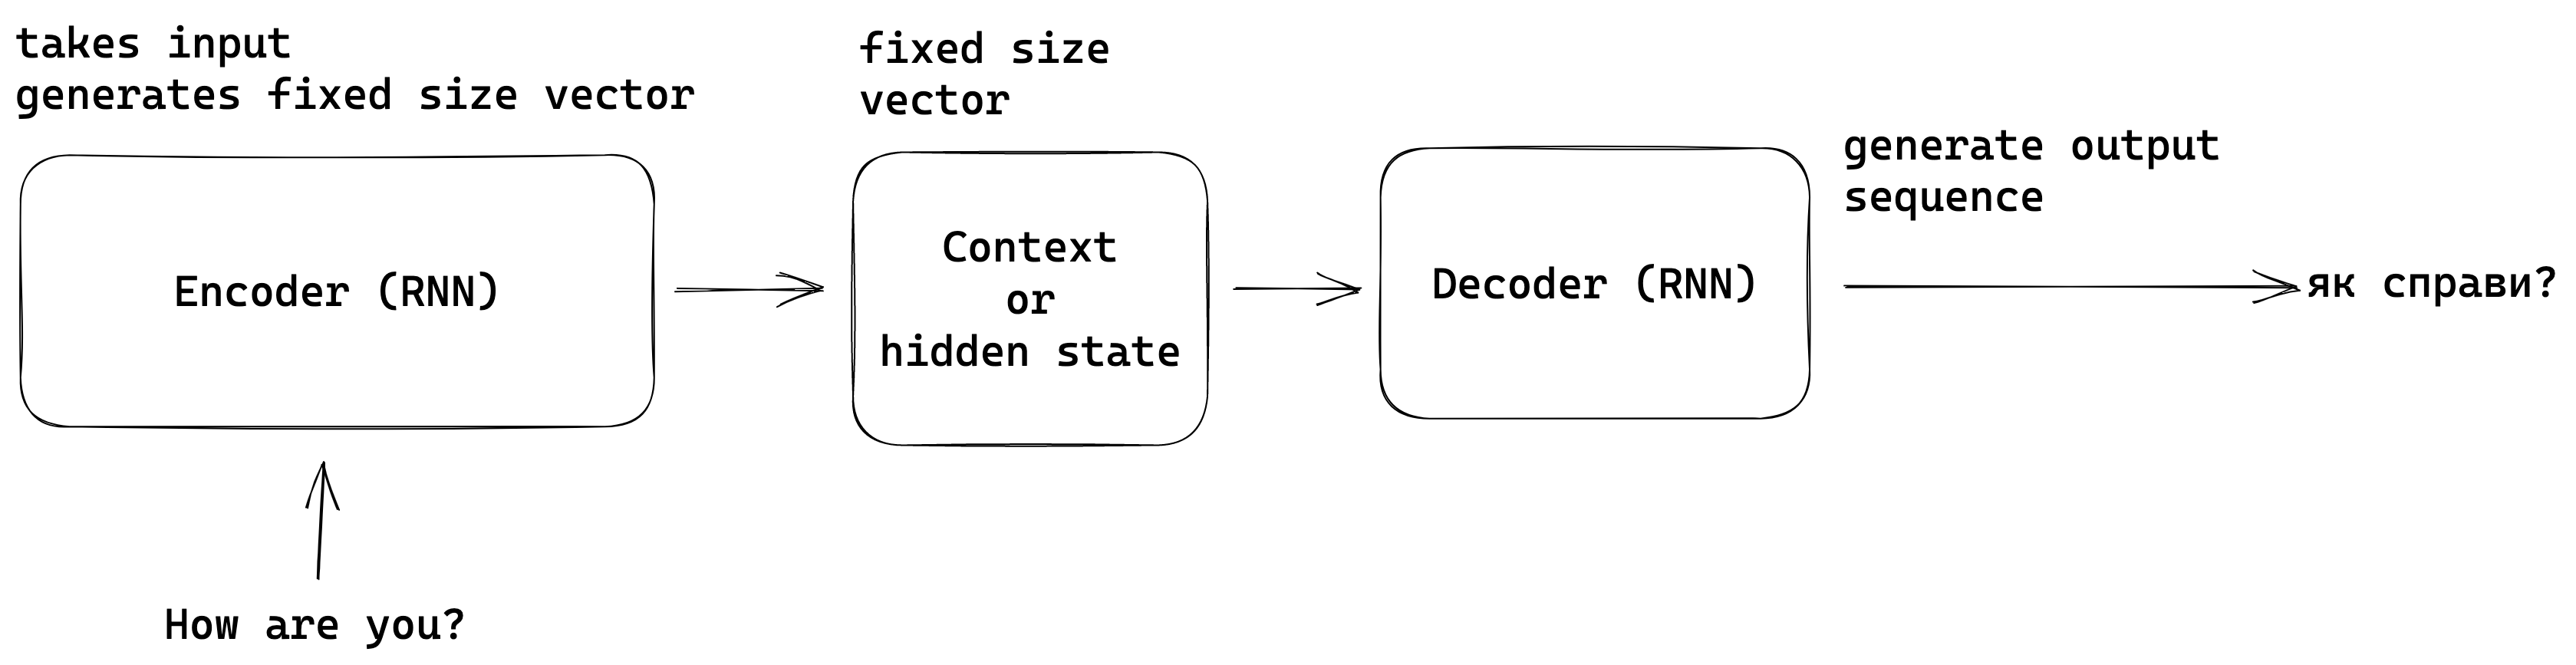 takes input
generates fixed size vector
Encoder (RNN)
How are you?
fixed size
vector
Context
or
hidden state
Decoder (RNN)
generate output
sequence
як справи?